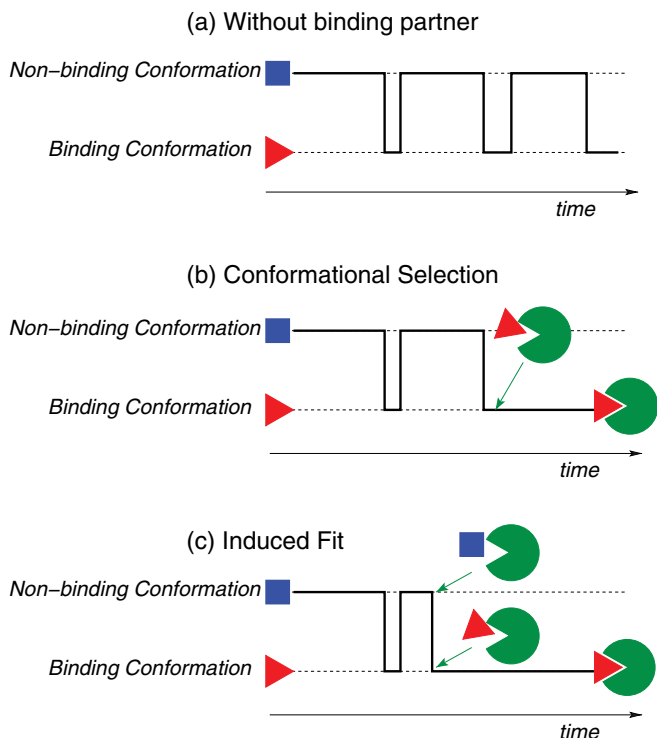 (a) Without binding partner
Non−binding Conformation
Binding Conformation
time
(b) Conformational Selection
Non−binding Conformation
Binding Conformation
time
(c) Induced Fit
Non−binding Conformation
Binding Conformation
time